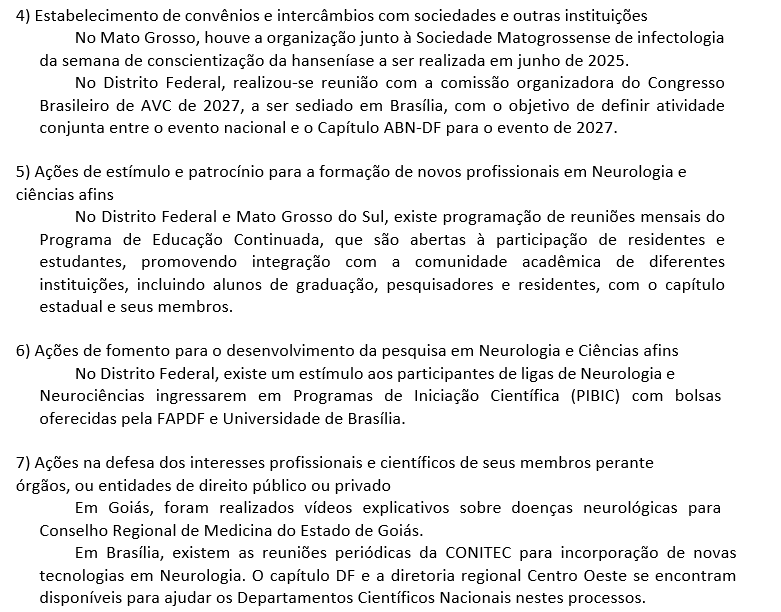 4) Estabelecimento de convênios e intercâmbios com sociedades e outras instituições
No Mato Grosso, houve a organização junto à Sociedade Matogrossense de infectologia
da semana de conscientização da hanseníase a ser realizada em junho de 2025.
No Distrito Federal, realizou-se reunião com a comissão organizadora do Congresso
Brasileiro de AVC de 2027, a ser sediado em Brasília, com o objetivo de definir atividade
conjunta entre o evento nacional e o Capítulo ABN-DF para o evento de 2027.
5) Ações de estímulo e patrocínio para a formação de novos profissionais em Neurologia e
ciências afins
No Distrito Federal e Mato Grosso do Sul, existe programação de reuniões mensais do
Programa de Educação Continuada, que são abertas à participação de residentes e
estudantes, promovendo integração com a comunidade acadêmica de diferentes
instituições, incluindo alunos de graduação, pesquisadores e residentes, com o capítulo
estadual e seus membros.
6) Ações de fomento para o desenvolvimento da pesquisa em Neurologia e Ciências afins
No Distrito Federal, existe um estímulo aos participantes de ligas de Neurologia e
Neurociências ingressarem em Programas de Iniciação Científica (PIBIC) com bolsas
oferecidas pela FAPDF e Universidade de Brasília.
7) Ações na defesa dos interesses profissionais e científicos de seus membros perante
órgãos, ou entidades de direito público ou privado
Em Goiás, foram realizados vídeos explicativos sobre doenças neurológicas para
Conselho Regional de Medicina do Estado de Goiás.
Em Brasília, existem as reuniões periódicas da CONITEC para incorporação de novas
tecnologias em Neurologia. O capítulo DF e a diretoria regional Centro Oeste se encontram
disponíveis para ajudar os Departamentos Científicos Nacionais nestes processos.